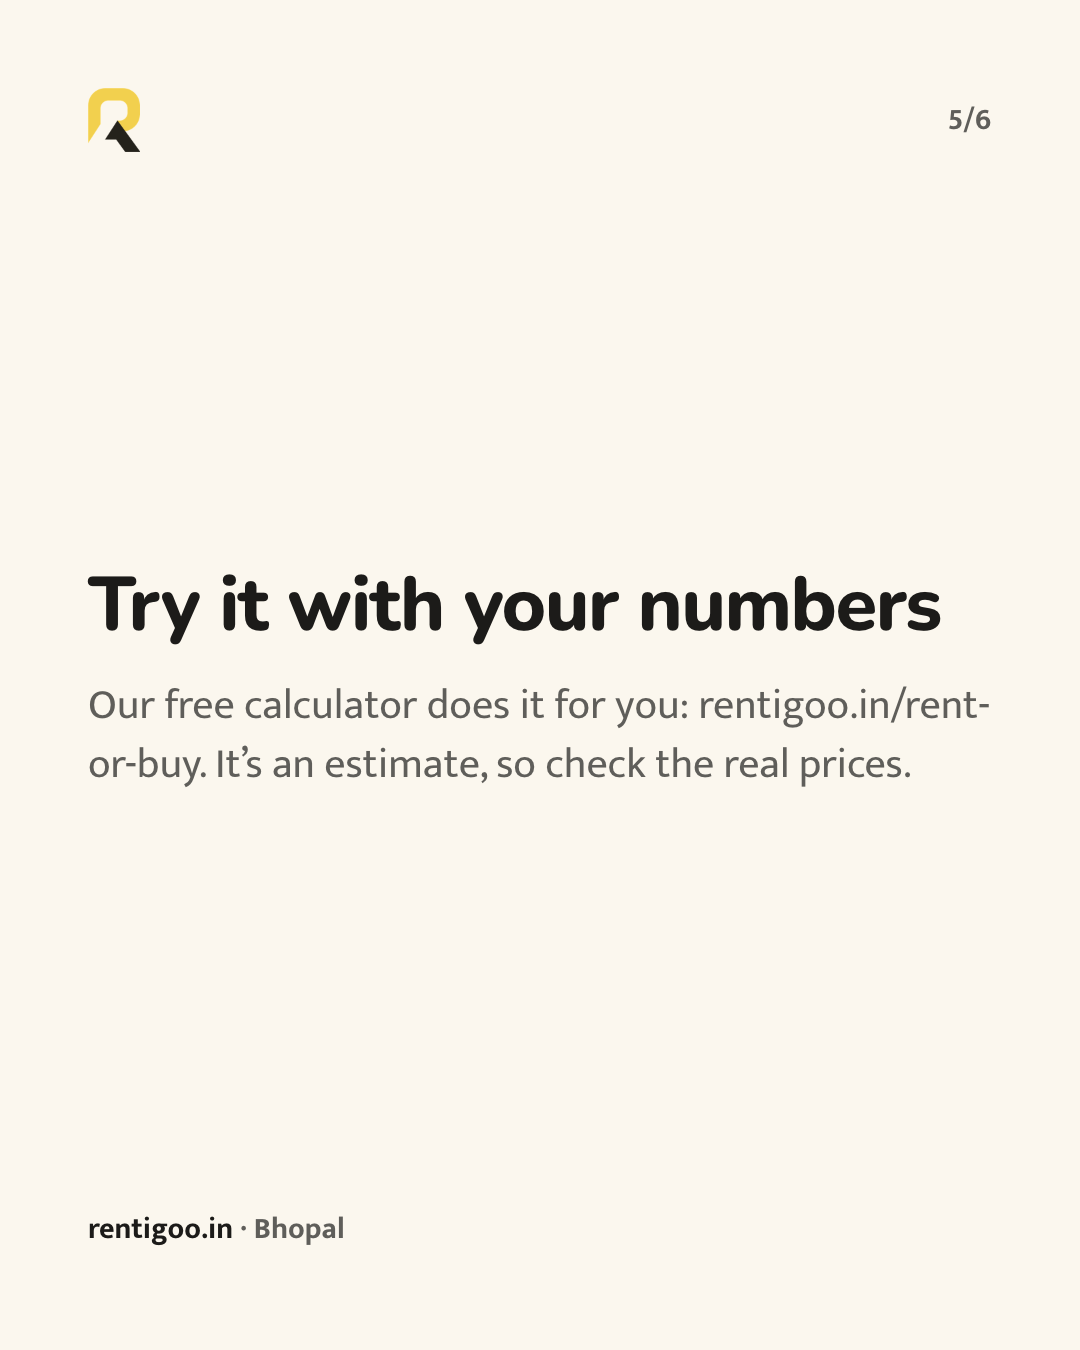 5/6
Try it with your numbers
Our free calculator does it for you: rentigoo.in/rent-
or-buy. It’s an estimate, so check the real prices.
rentigoo.in · Bhopal